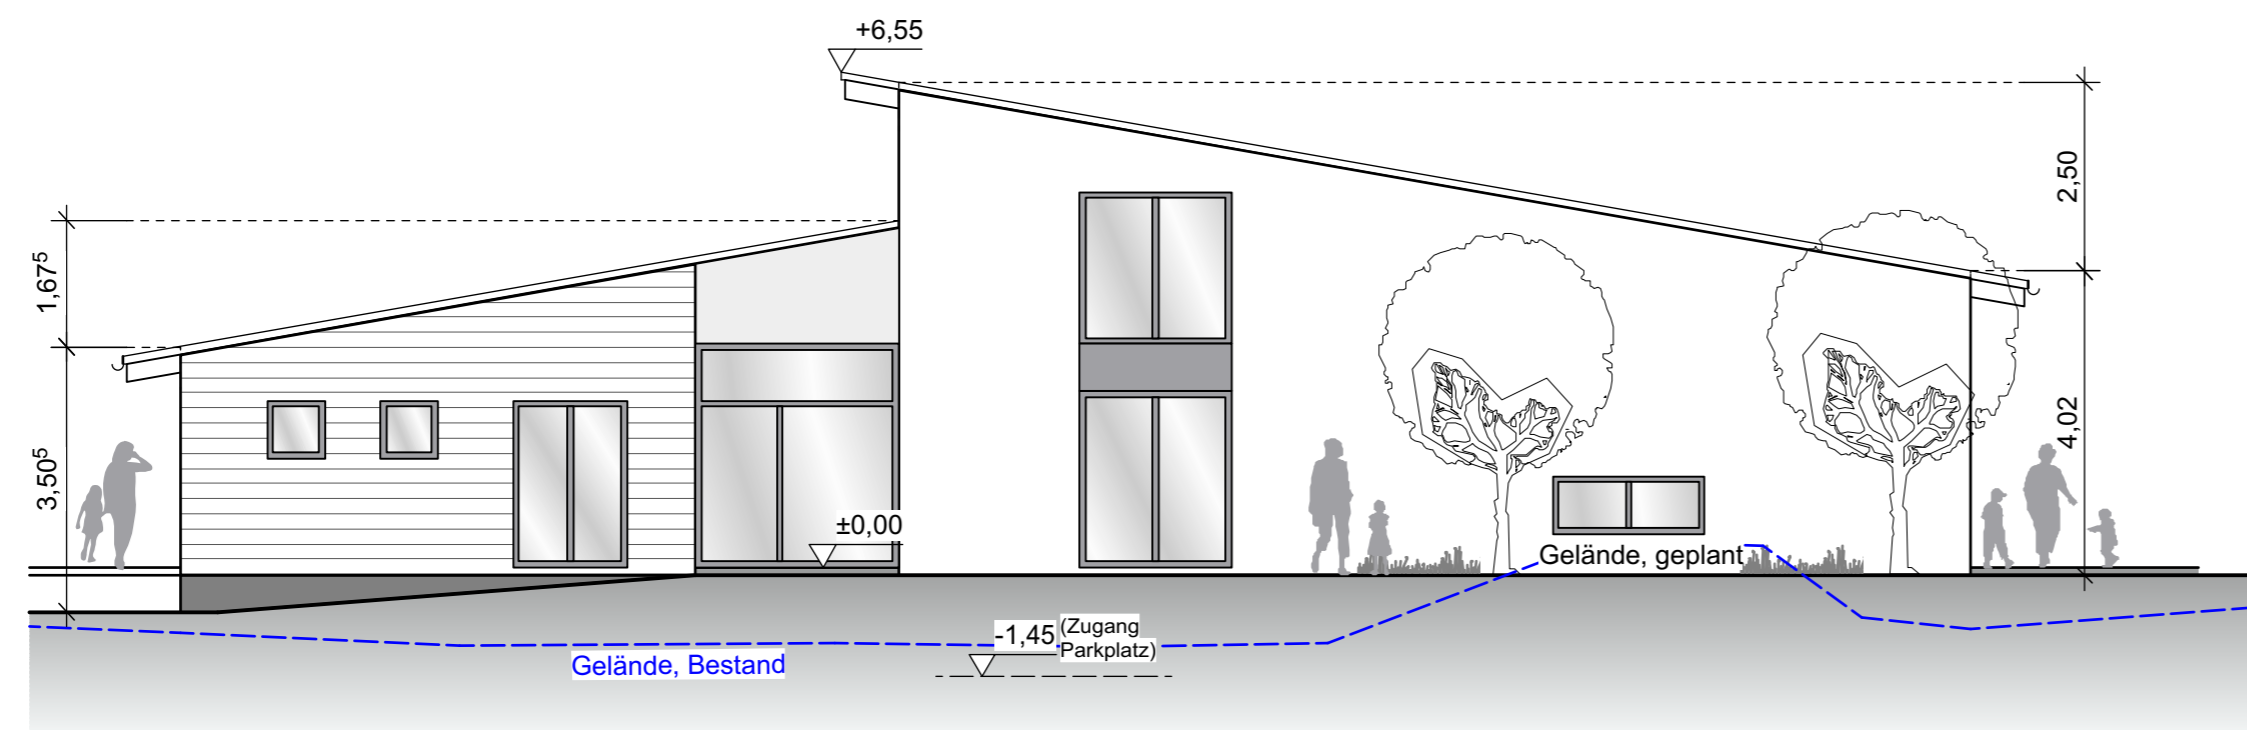 +6,55
2,50
1,67⁵
4,02
3,50⁵
±0,00
Gelände, geplant
-1,45 (Zugang
Parkplatz)
Gelände, Bestand